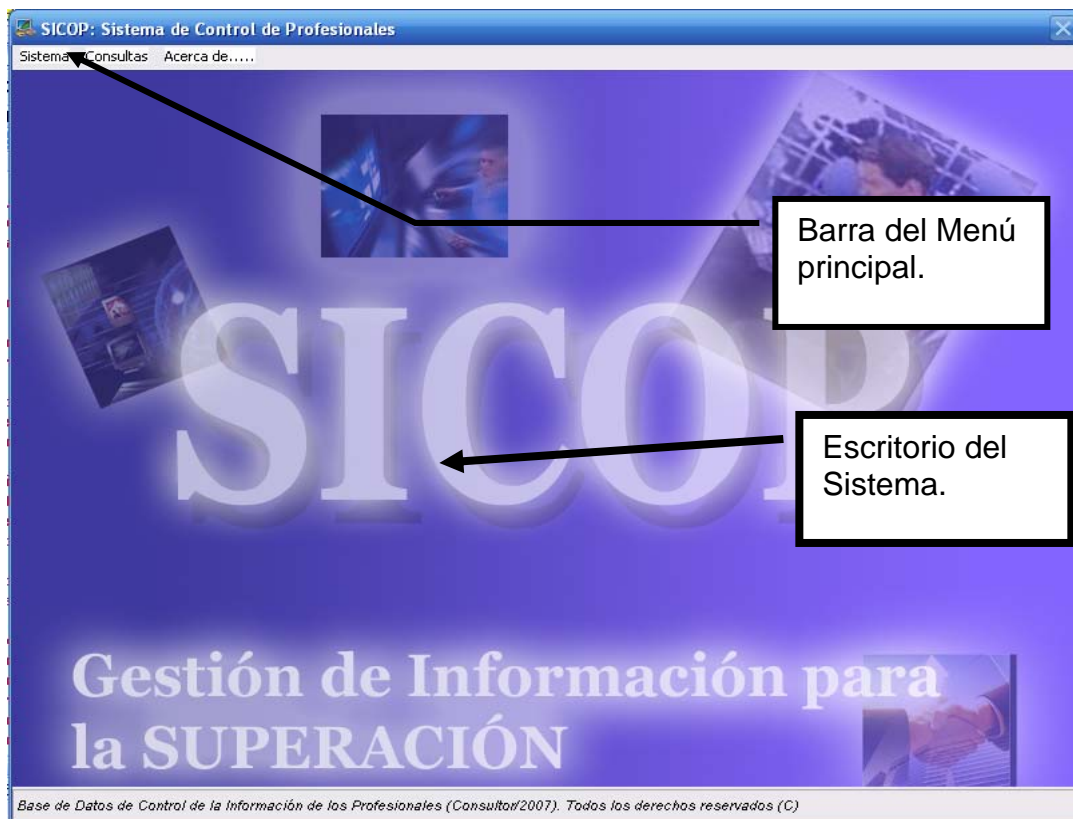 SICOP: Sistema de Control de Profesionales
Sistema Consultas Acerca de.....
Barra del Menú
principal.
SICOP
Escritorio del
Sistema.
Gestión de Información para
la SUPERACIÓN
Base de Datos de Control de la Información de los Profesionales (Consultor/2007). Todos los derechos reservados (C)